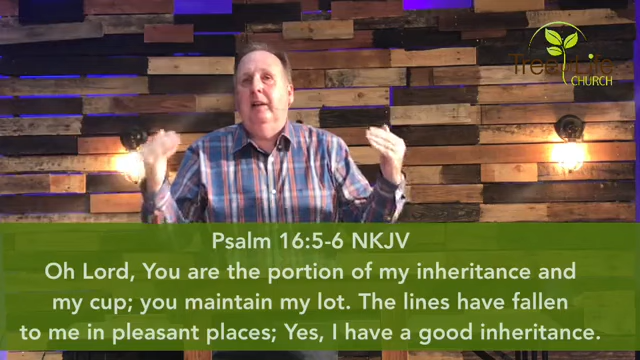 Tree Life
CHURCH
Psalm 16:5-6 NKJV
Oh Lord, You are the portion of my inheritance and
my cup; you maintain my lot. The lines have fallen
to me in pleasant places; Yes, I have a good inheritance.